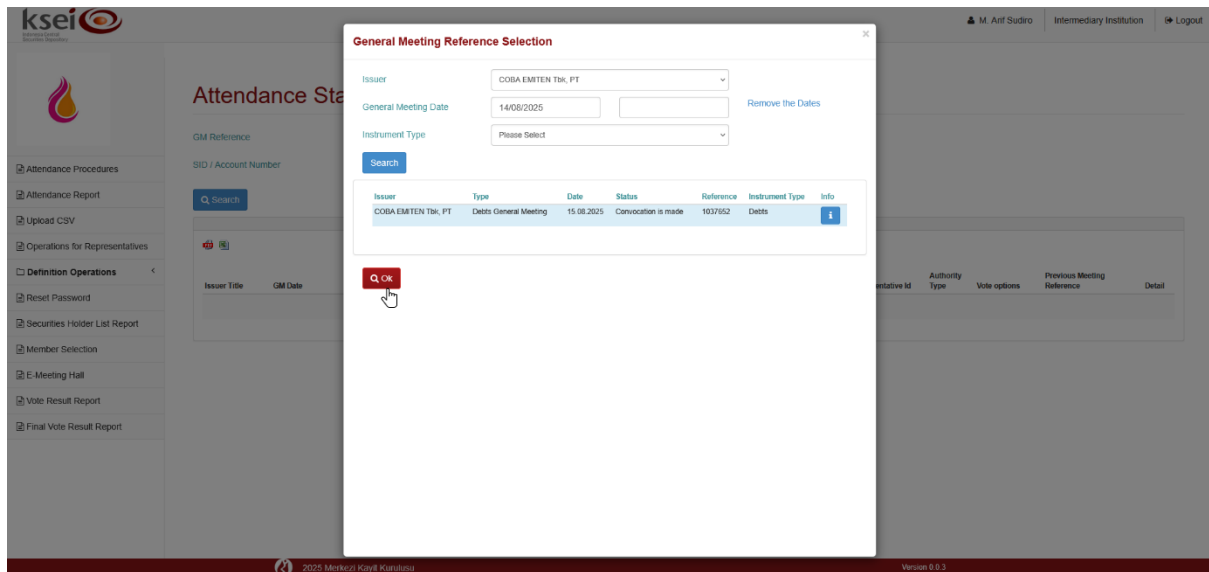 ksei
M. Arif Sudiro
Intermediary Institution
Logout
Attendance Procedures
Attendance Report
Upload CSV
Operations for Representatives
Definition Operations
Reset Password
Securities Holder List Report
Member Selection
E-Meeting Hall
Vote Result Report
Final Vote Result Report
Attendance Sta
GM Reference
SID / Account Number
Search
Issuer Title GM Date
entative Id Authority Type Vote options Previous Meeting Reference Detail
General Meeting Reference Selection
×
Issuer COBA EMITEN Tbk, PT
General Meeting Date 14/08/2025 Remove the Dates
Instrument Type Please Select
Search
Issuer Type Date Status Reference Instrument Type Info
COBA EMITEN Tbk, PT Debts General Meeting 15.08.2025 Convocation is made 1037652 Debts i
Ok
2025 Merkezi Kayıt Kurulusu
Version 0.0.3